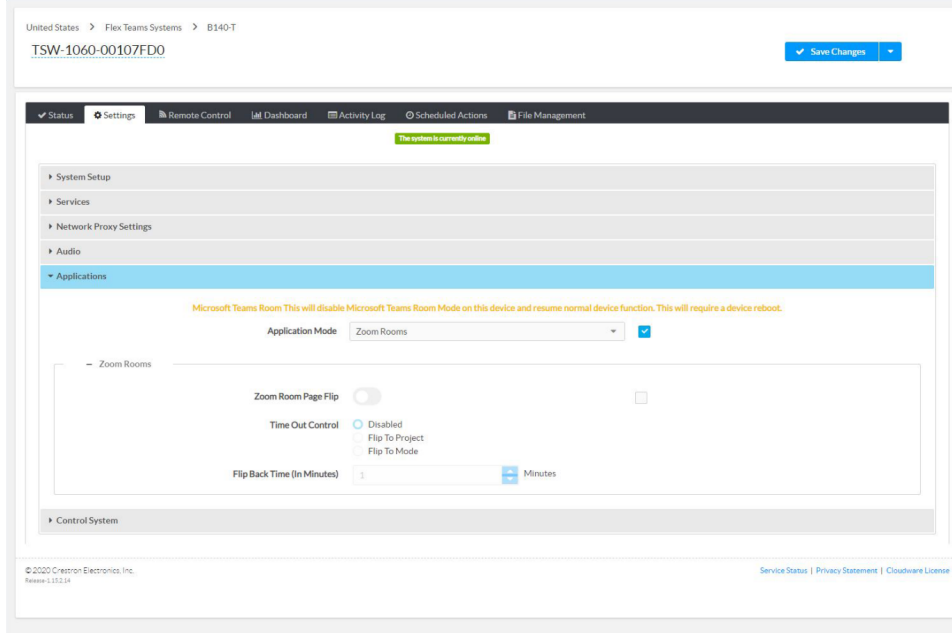 United States > Flex Teams Systems > B140-T
TSW-1060-00107FD0
Save Changes
Status Settings Remote Control Dashboard Activity Log Scheduled Actions File Management
The system is currently online
System Setup
Services
Network Proxy Settings
Audio
Applications
Microsoft Teams Room This will disable Microsoft Teams Room Mode on this device and resume normal device function. This will require a device reboot.
Application Mode Zoom Rooms
– Zoom Rooms
Zoom Room Page Flip
Time Out Control Disabled
Flip To Project
Flip To Mode
Flip Back Time (In Minutes) 1 Minutes
Control System
© 2020 Crestron Electronics, Inc. Service Status | Privacy Statement | Cloudware License
Release-1.15.2.14